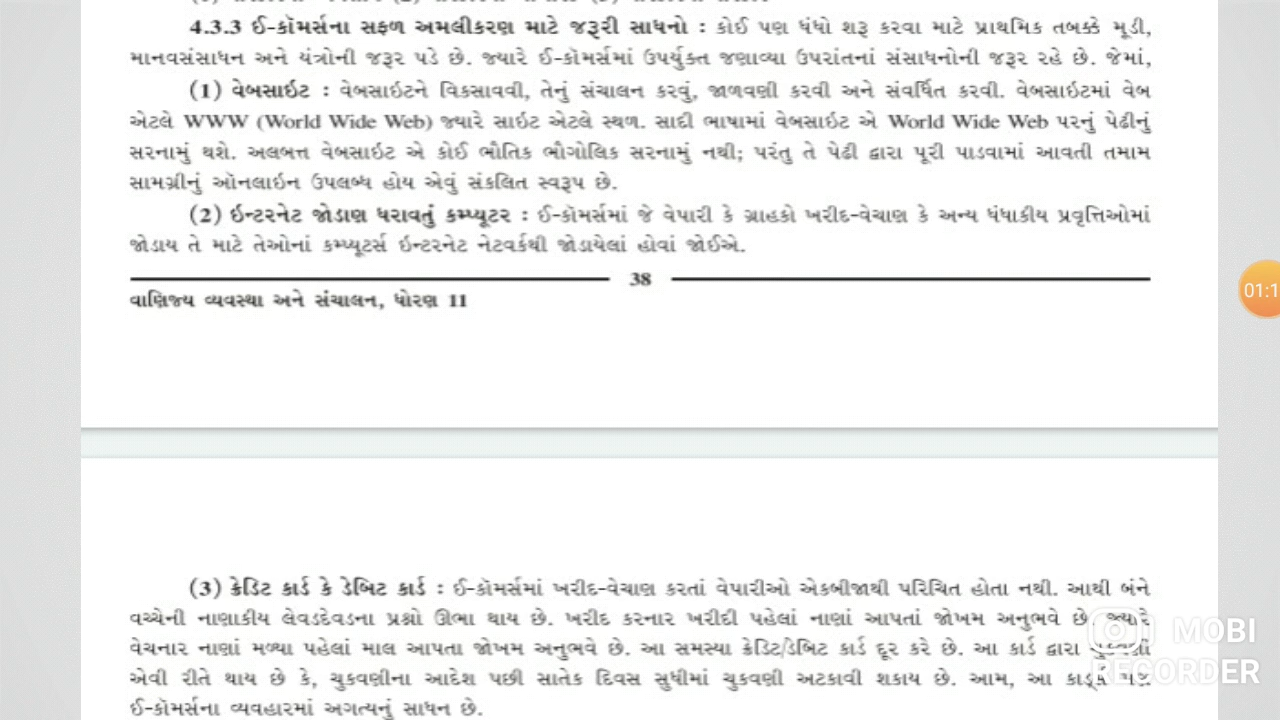 4.3.3 ઈ-કૉમર્સના સફળ અમલીકરણ માટે જરૂરી સાધનો : કોઈ પણ ધંધો શરૂ કરવા માટે પ્રાથમિક તબક્કે મૂડી,
માનવસંસાધન અને યંત્રોની જરૂર પડે છે. જ્યારે ઈ-કૉમર્સમાં ઉપર્યુક્ત જણાવ્યા ઉપરાંતનાં સંસાધનોની જરૂર રહે છે. જેમાં,
(1) વેબસાઇટ : વેબસાઇટને વિકસાવવી, તેનું સંચાલન કરવું, જાળવણી કરવી અને સંવર્ધિત કરવી. વેબસાઇટમાં વેબ
એટલે WWW (World Wide Web) જ્યારે સાઇટ એટલે સ્થળ. સાદી ભાષામાં વેબસાઇટ એ World Wide Web પરનું પેઢીનું
સરનામું થશે. અલબત્ત વેબસાઇટ એ કોઈ ભૌતિક ભૌગોલિક સરનામું નથી; પરંતુ તે પેઢી દ્વારા પૂરી પાડવામાં આવતી તમામ
સામગ્રીનું ઑનલાઇન ઉપલબ્ધ હોય એવું સંકલિત સ્વરૂપ છે.
(2) ઇન્ટરનેટ જોડાણ ધરાવતું કમ્પ્યૂટર : ઈ-કૉમર્સમાં જે વેપારી કે ગ્રાહકો ખરીદ-વેચાણ કે અન્ય ધંધાકીય પ્રવૃત્તિઓમાં
જોડાય તે માટે તેઓનાં કમ્પ્યૂટર્સ ઇન્ટરનેટ નેટવર્કથી જોડાયેલાં હોવાં જોઈએ.
38
વાણિજ્ય વ્યવસ્થા અને સંચાલન, ધોરણ 11
01:1
(3) ક્રેડિટ કાર્ડ કે ડેબિટ કાર્ડ : ઈ-કૉમર્સમાં ખરીદ-વેચાણ કરતાં વેપારીઓ એકબીજાથી પરિચિત હોતા નથી. આથી બંને
વચ્ચેની નાણાકીય લેવડદેવડના પ્રશ્નો ઊભા થાય છે. ખરીદ કરનાર ખરીદી પહેલાં નાણાં આપતાં જોખમ અનુભવે છે. જ્યારે
વેચનાર નાણાં મળ્યા પહેલાં માલ આપતા જોખમ અનુભવે છે. આ સમસ્યા ક્રેડિટ/ડેબિટ કાર્ડ દૂર કરે છે. આ કાર્ડ દ્વારા
એવી રીતે થાય છે કે, ચુકવણીના આદેશ પછી સાતેક દિવસ સુધીમાં ચુકવણી અટકાવી શકાય છે. આમ, આ
ઈ-કૉમર્સના વ્યવહારમાં અગત્યનું સાધન છે.
MOBI
RECORDER